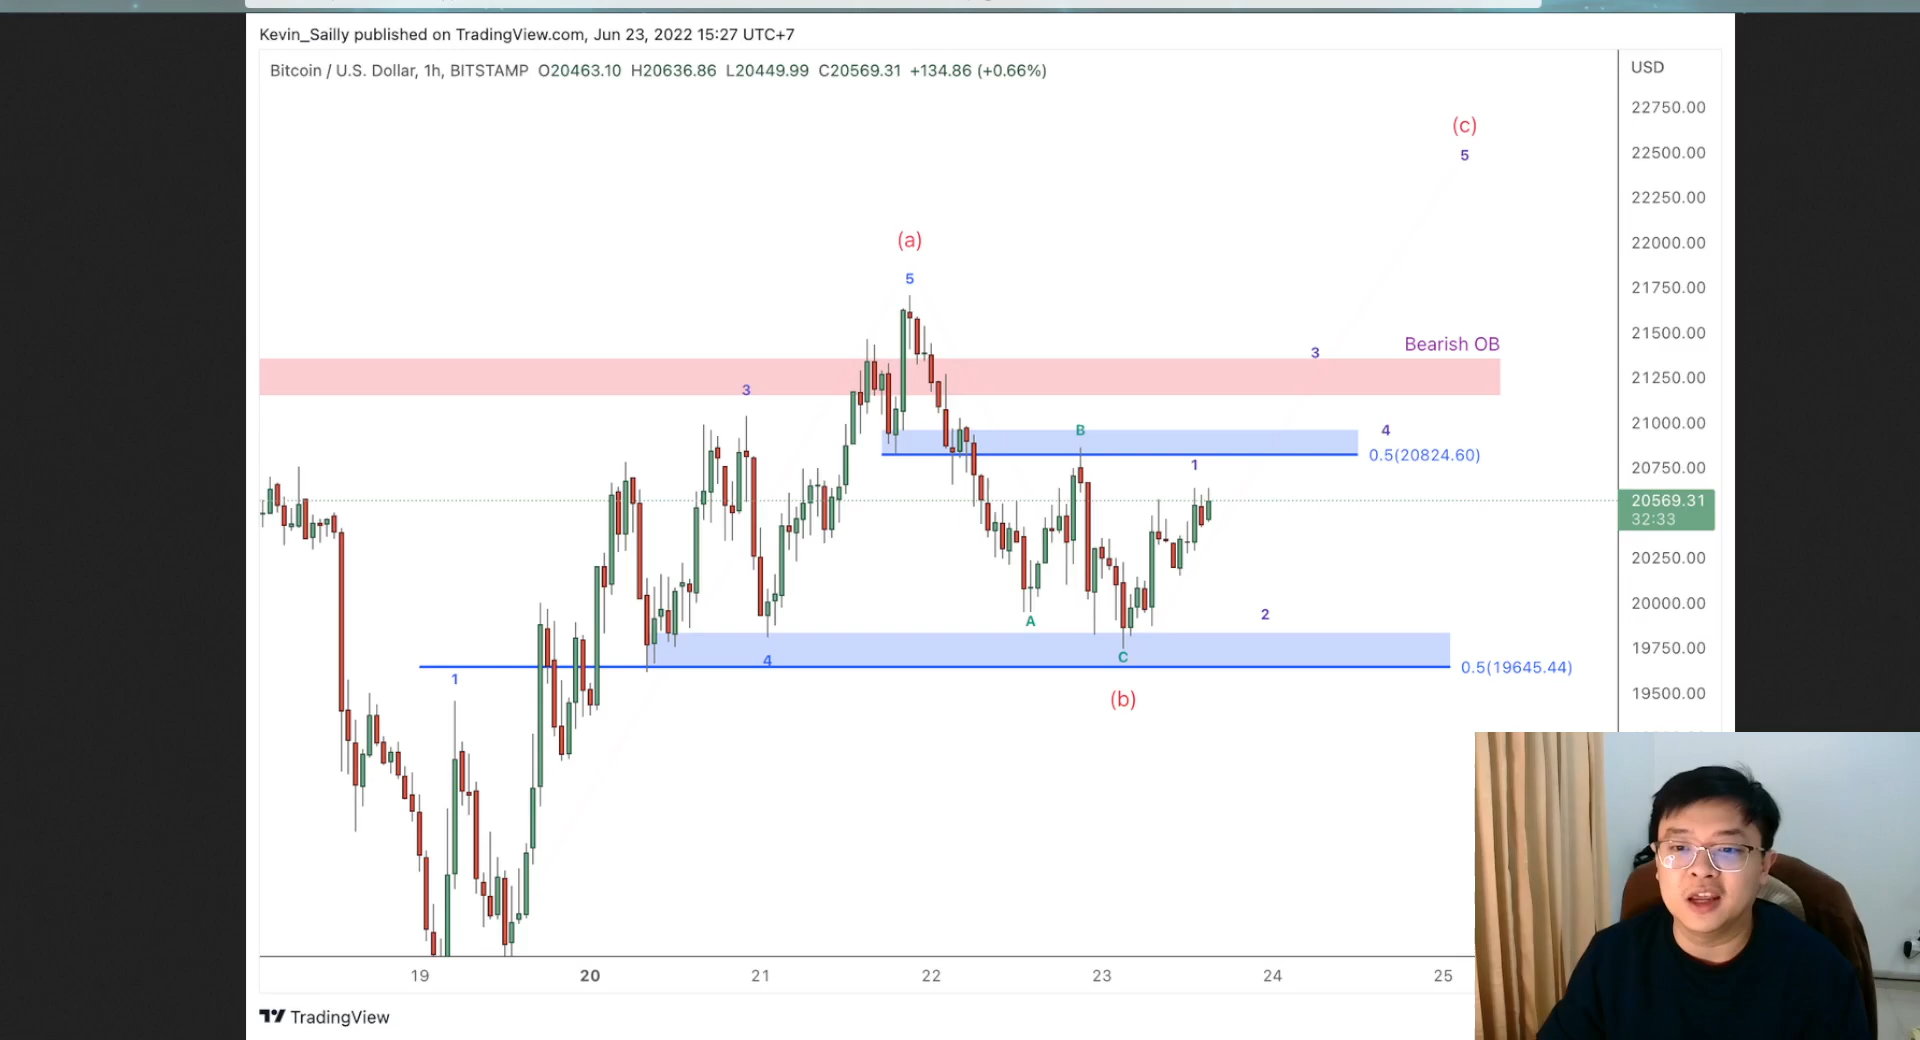 Kevin_Sailly published on TradingView.com, Jun 23, 2022 15:27 UTC+7
Bitcoin / U.S. Dollar, 1h, BITSTAMP O20463.10 H20636.86 L20449.99 C20569.31 +134.86 (+0.66%)
USD
22750.00
(c)
22500.00
5
22250.00
(a)
22000.00
5
21750.00
21500.00
Bearish OB
3
21250.00
3
21000.00
B
4
0.5(20824.60)
1
20750.00
20569.31
32:33
20250.00
20000.00
2
A
19750.00
C
4
0.5(19645.44)
1
19500.00
(b)
19 20 21 22 23 24 25
TradingView